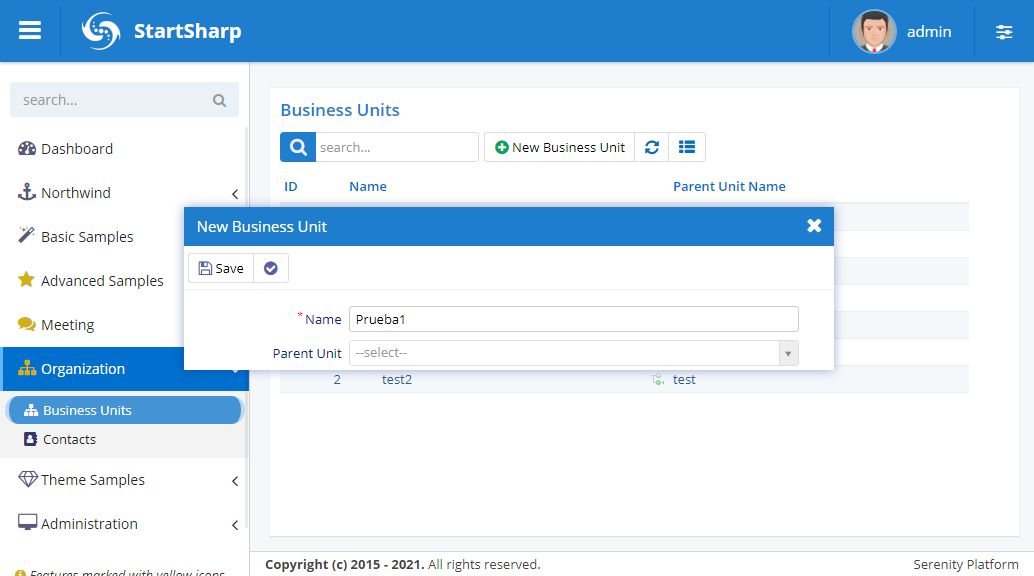 StartSharp
admin
search...
Dashboard
Northwind
Basic Samples
Advanced Samples
Meeting
Organization
Business Units
Contacts
Theme Samples
Administration
Features marked with yellow icons
Business Units
search...
New Business Unit
ID Name Parent Unit Name
New Business Unit
Save
* Name Prueba1
Parent Unit --select--
2 test2 test
Copyright (c) 2015 - 2021. All rights reserved.
Serenity Platform